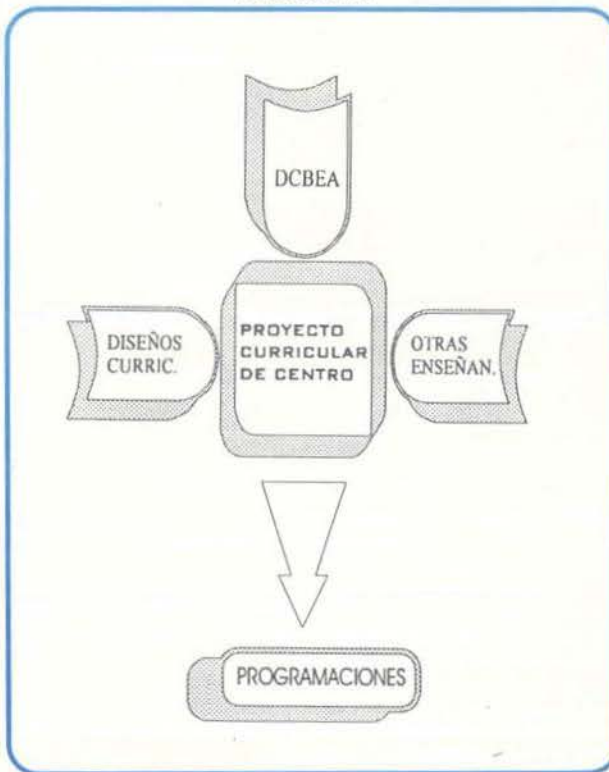 DCBEA
DISEÑOS
CURRIC.
PROYECTO
CURRICULAR
DE CENTRO
OTRAS
ENSEÑAN.
PROGRAMACIONES